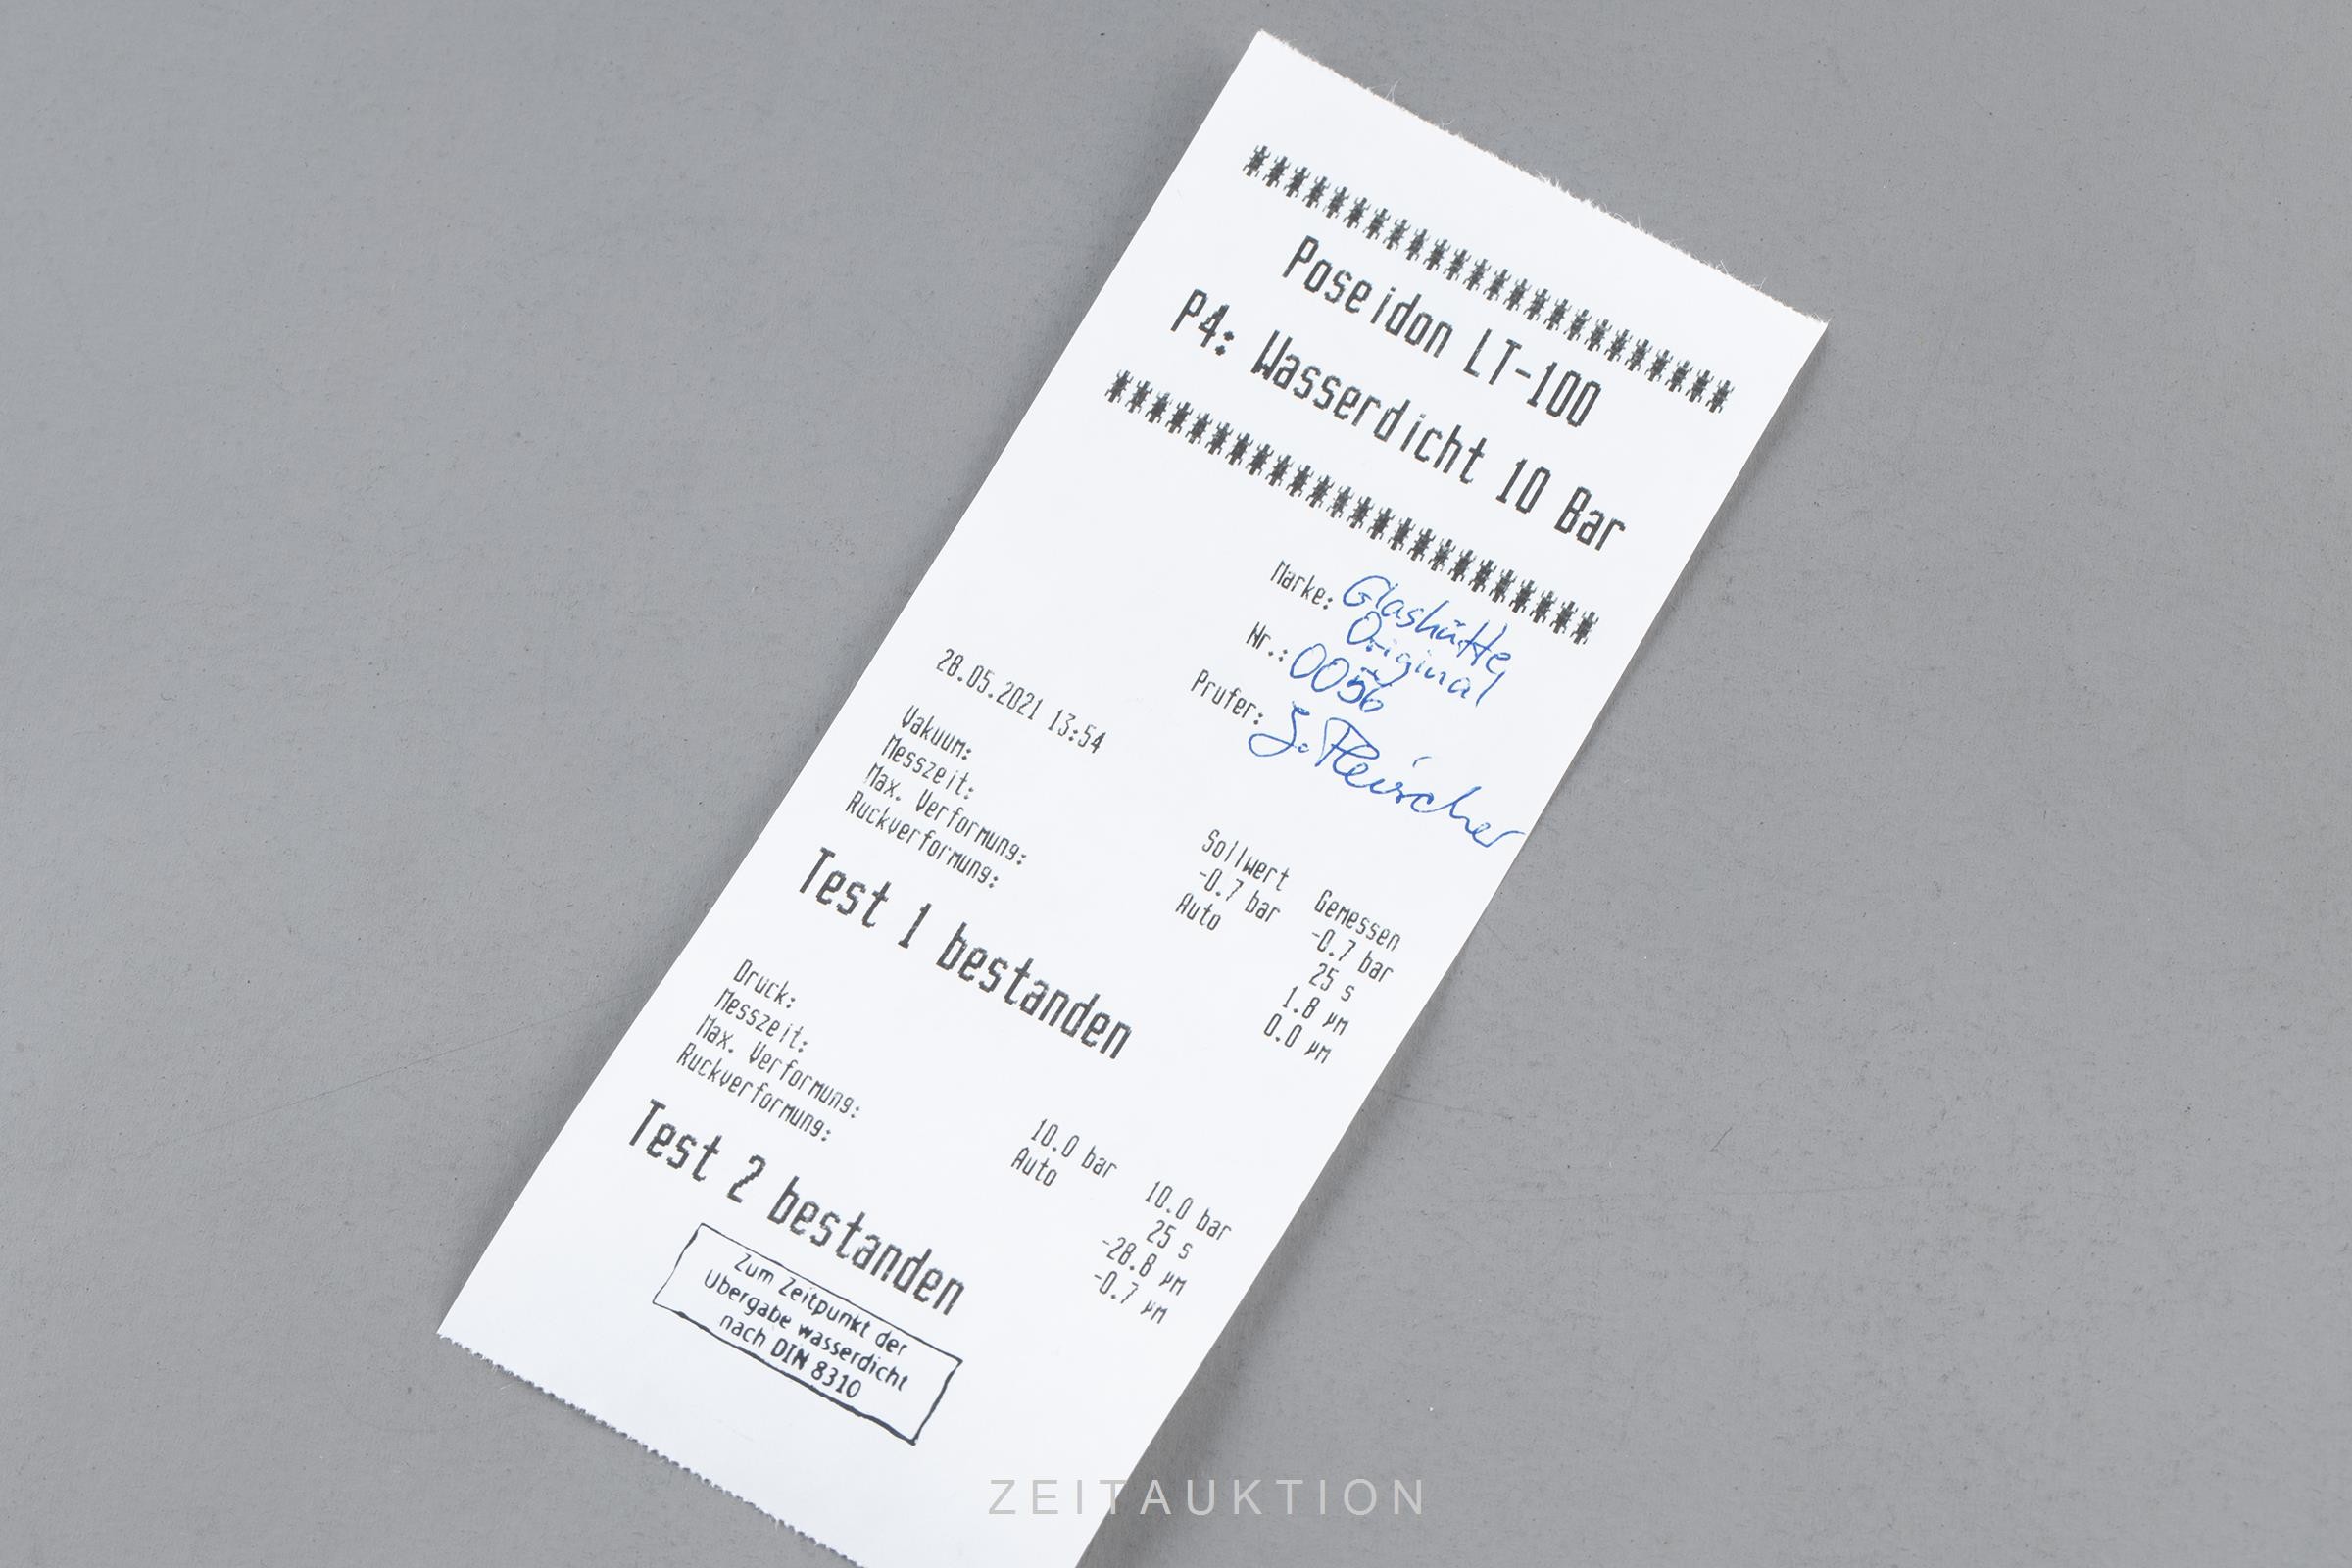 ************************
Poseidon LT-100
P4: Wasserdicht 10 Bar
************************
Marke: Glashütte
Original
Nr.: 0056
Prufer: J. Fleischer
28.05.2021 13:54
Sollwert Gemessen
Vakuum: -0.7 bar -0.7 bar
Messzeit: Auto 25 s
Max. Verformung: 1.8 µm
Ruckverformung: 0.0 µm
Test 1 bestanden
Druck: 10.0 bar 10.0 bar
Messzeit: Auto 25 s
Max. Verformung: -28.8 µm
Ruckverformung: -0.7 µm
Test 2 bestanden
Zum Zeitpunkt der
Übergabe wasserdicht
nach DIN 8310
ZEITAUKTION